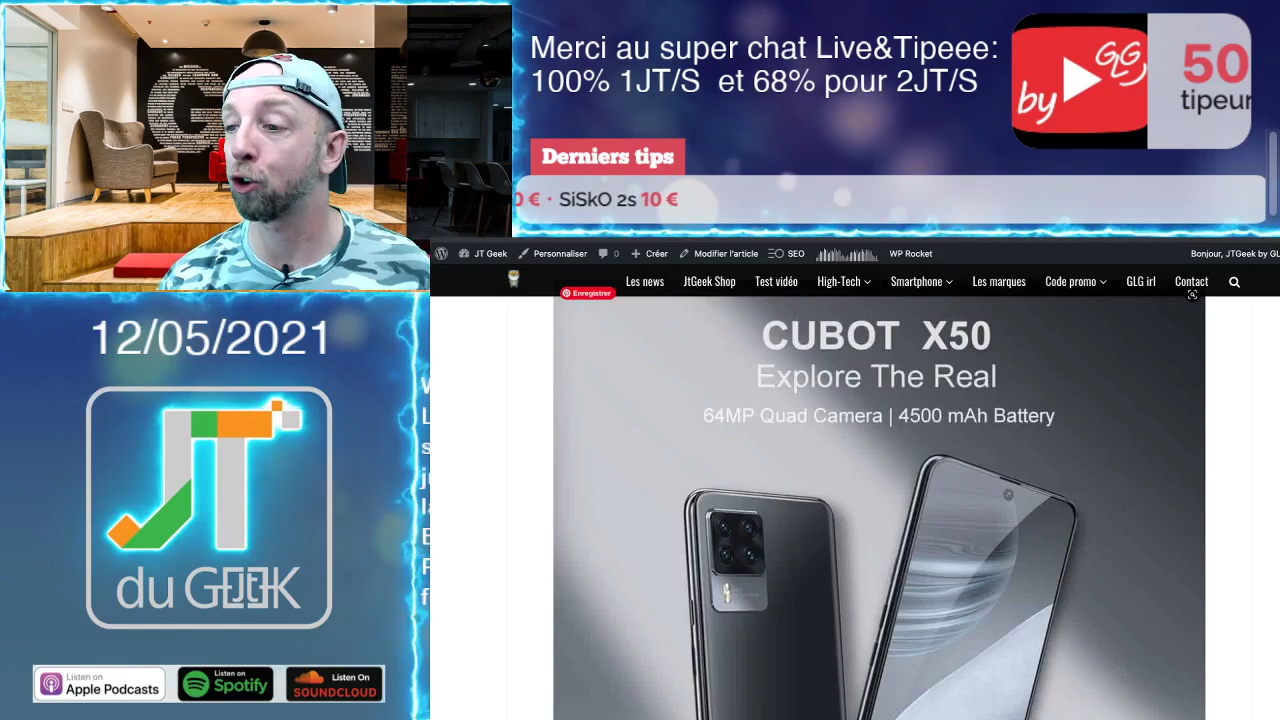 Merci au super chat Live&Tipeee:
100% 1JT/S et 68% pour 2JT/S
by GLG
50
tipeur
Derniers tips
0 € · SiSkO 2s 10 €
JT Geek Personnaliser 0 Créer Modifier l'article SEO WP Rocket Bonjour, JTGeek by GL
Les news JtGeek Shop Test vidéo High-Tech Smartphone Les marques Code promo GLG irl Contact
Enregistrer
CUBOT X50
Explore The Real
64MP Quad Camera | 4500 mAh Battery
12/05/2021
JT
du GEEK
Listen on
Apple Podcasts
Listen on
Spotify
Listen On
SOUNDCLOUD